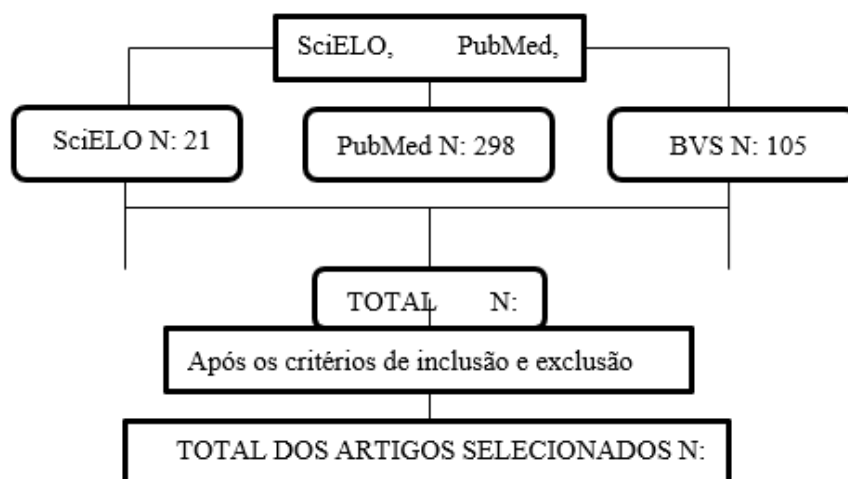 SciELO, PubMed,
SciELO N: 21
PubMed N: 298
BVS N: 105
TOTAL N:
Após os critérios de inclusão e exclusão
TOTAL DOS ARTIGOS SELECIONADOS N: